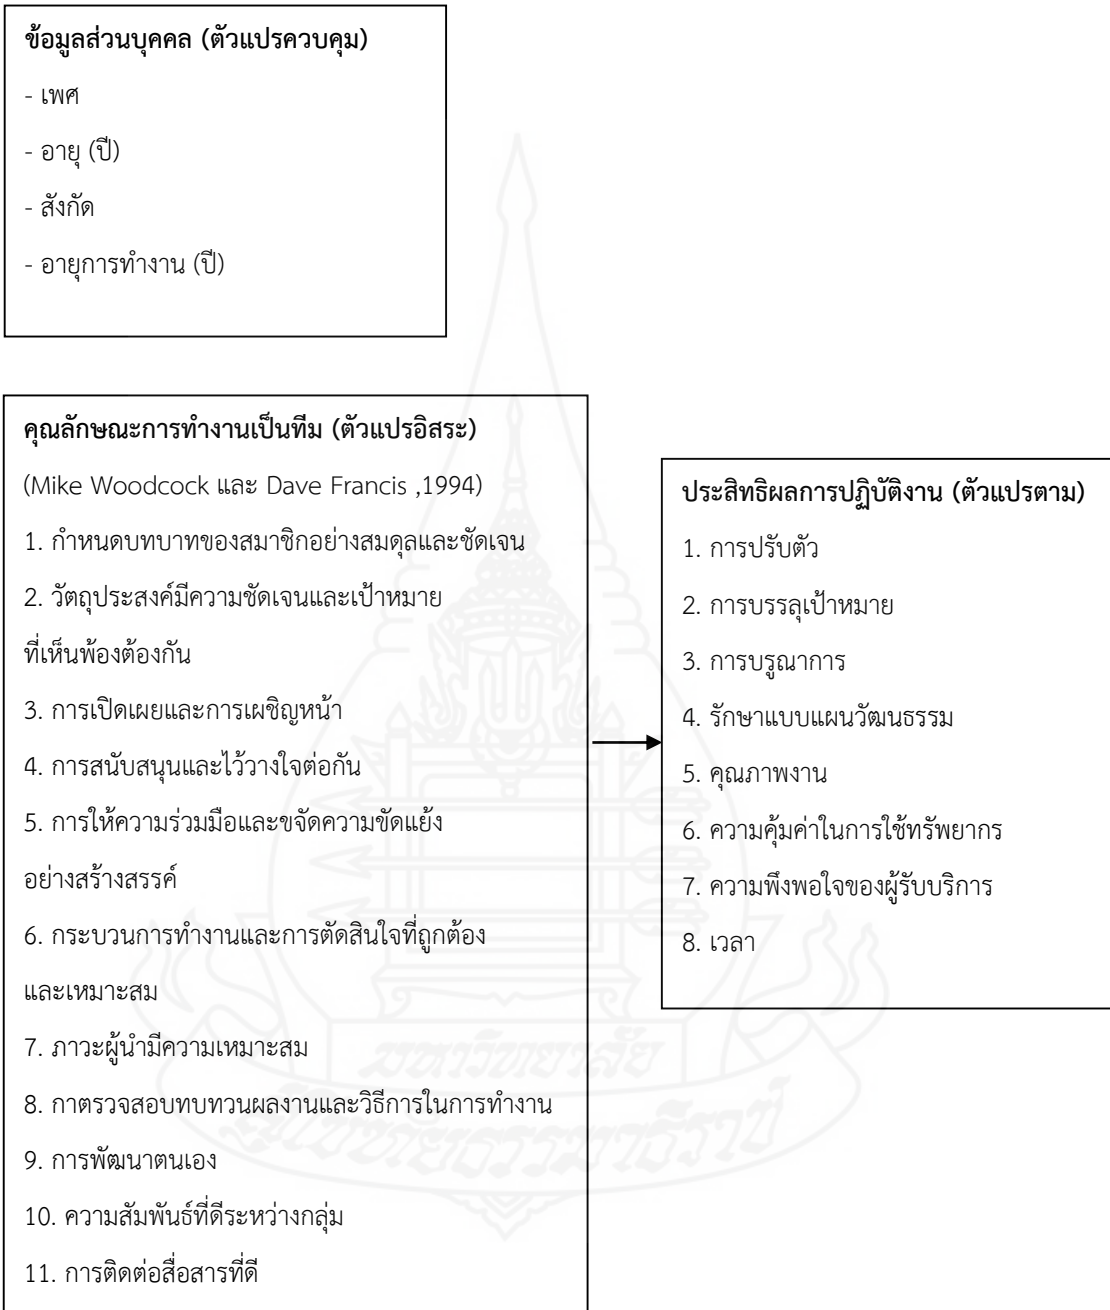 ข้อมูลส่วนบุคคล (ตัวแปรควบคุม)
- เพศ
- อายุ (ปี)
- สังกัด
- อายุการทำงาน (ปี)
คุณลักษณะการทำงานเป็นทีม (ตัวแปรอิสระ)
(Mike Woodcock และ Dave Francis ,1994)
1. กำหนดบทบาทของสมาชิกอย่างสมดุลและชัดเจน
2. วัตถุประสงค์มีความชัดเจนและเป้าหมาย
ที่เห็นพ้องต้องกัน
3. การเปิดเผยและการเผชิญหน้า
4. การสนับสนุนและไว้วางใจต่อกัน
5. การให้ความร่วมมือและขจัดความขัดแย้ง
อย่างสร้างสรรค์
6. กระบวนการทำงานและการตัดสินใจที่ถูกต้อง
และเหมาะสม
7. ภาวะผู้นำมีความเหมาะสม
8. กาตรวจสอบทบทวนผลงานและวิธีการในการทำงาน
9. การพัฒนาตนเอง
10. ความสัมพันธ์ที่ดีระหว่างกลุ่ม
11. การติดต่อสื่อสารที่ดี
ประสิทธิผลการปฏิบัติงาน (ตัวแปรตาม)
1. การปรับตัว
2. การบรรลุเป้าหมาย
3. การบรูณาการ
4. รักษาแบบแผนวัฒนธรรม
5. คุณภาพงาน
6. ความคุ้มค่าในการใช้ทรัพยากร
7. ความพึงพอใจของผู้รับบริการ
8. เวลา
มหาวิทยาลัย
สุโขทัยธรรมาธิราช